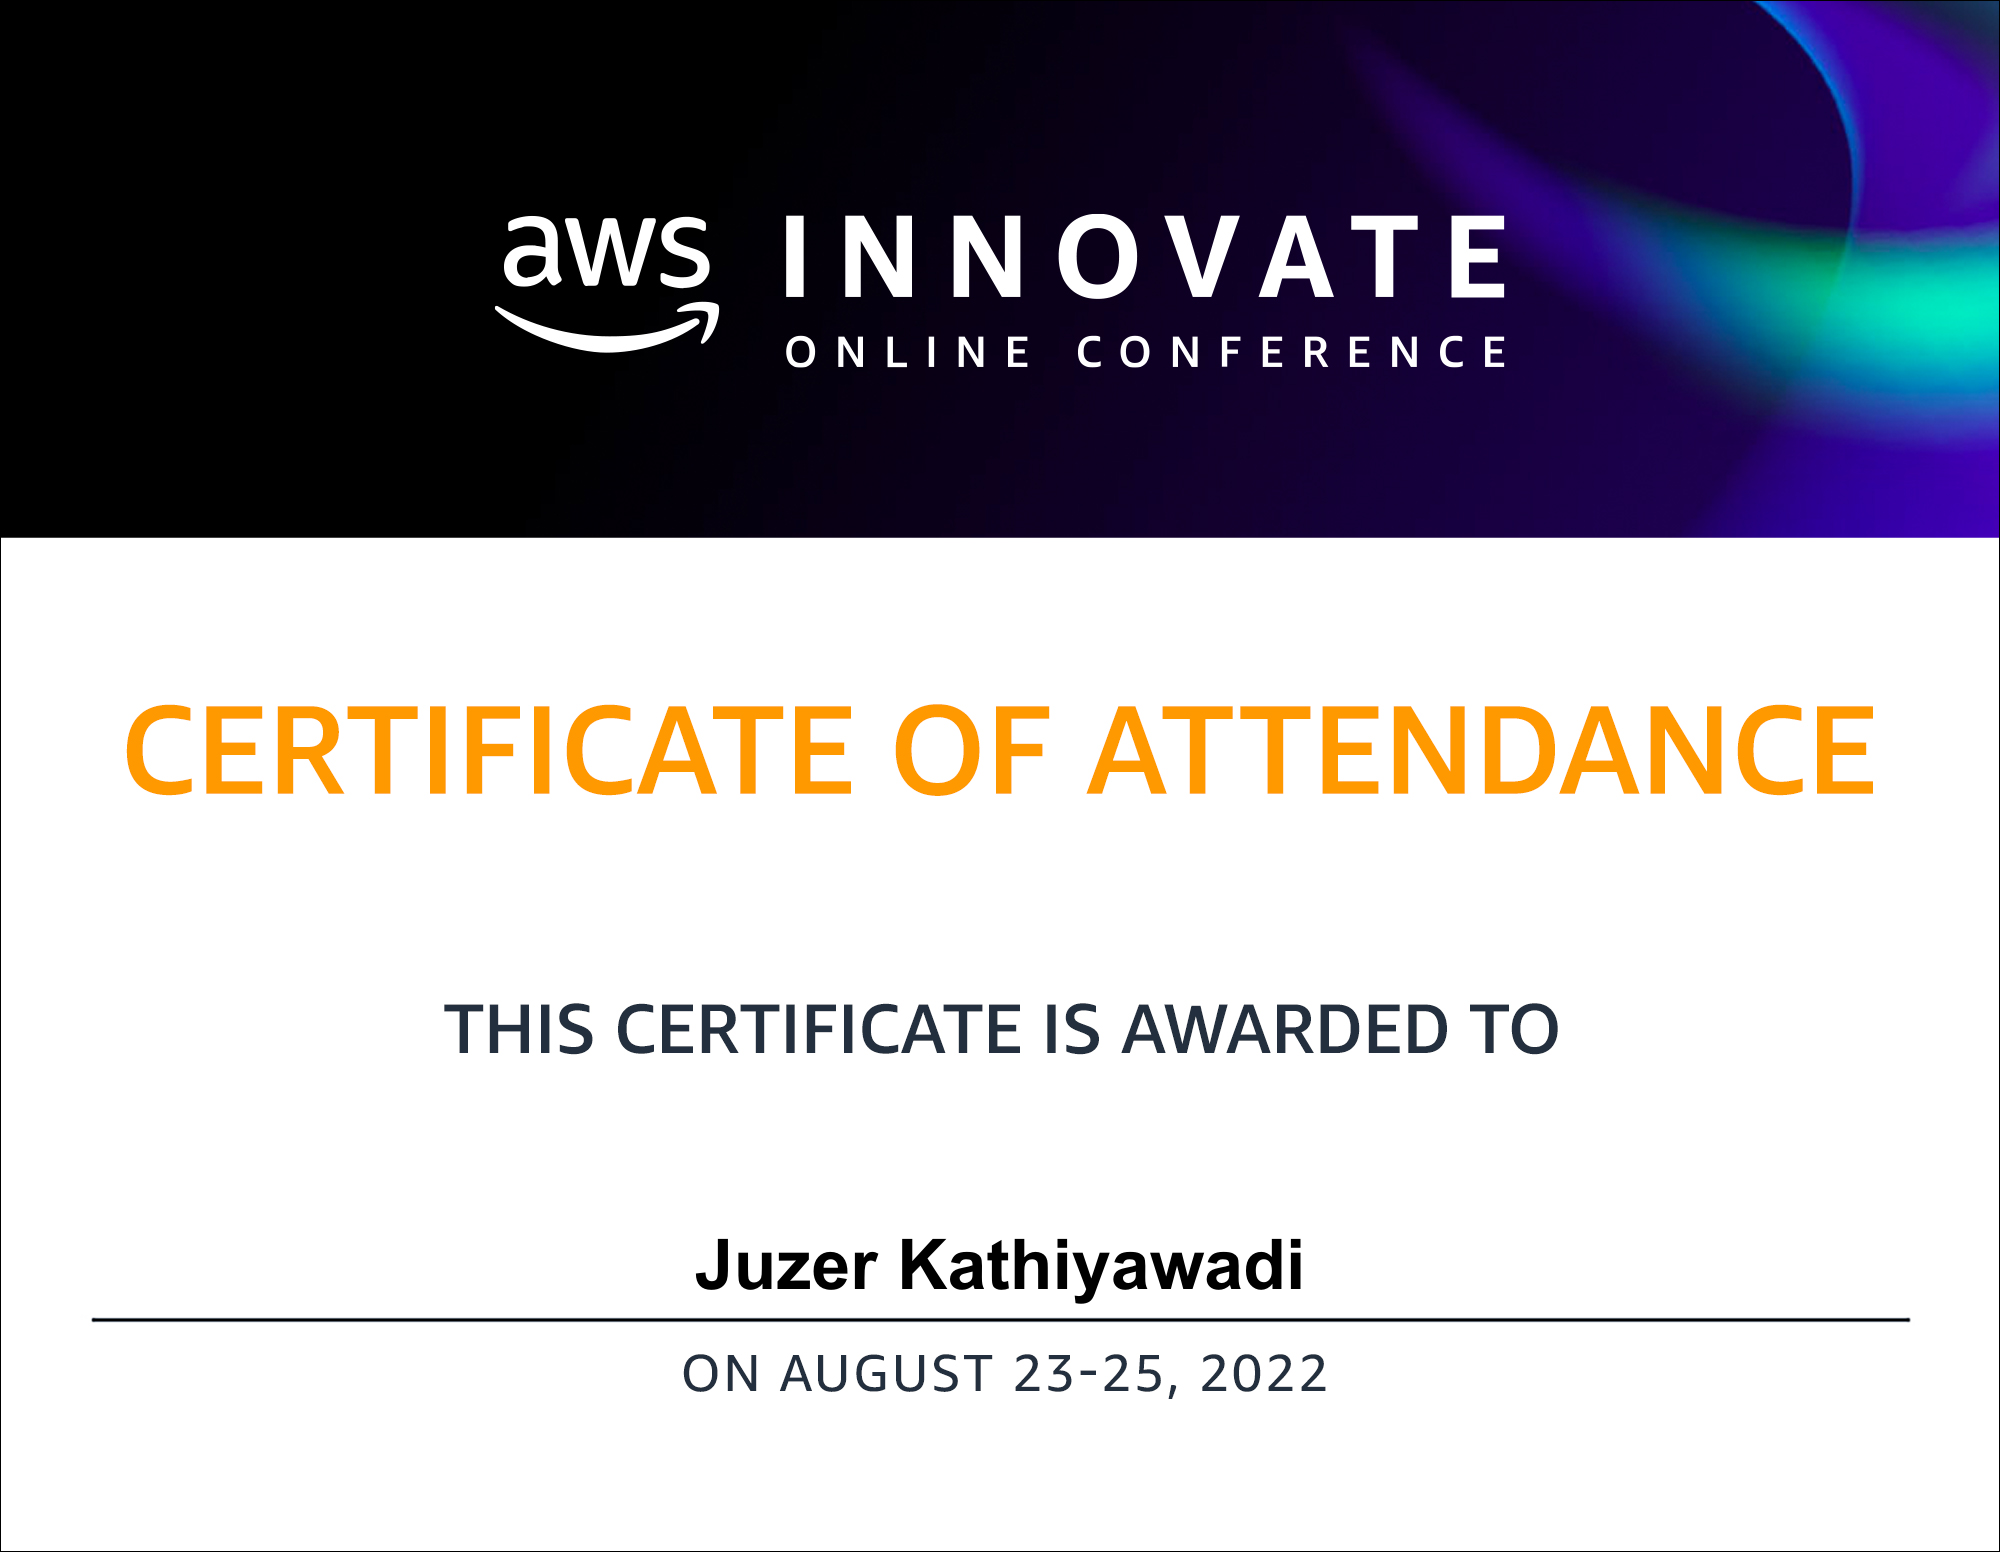 aws INNOVATE
ONLINE CONFERENCE
CERTIFICATE OF ATTENDANCE
THIS CERTIFICATE IS AWARDED TO
Juzer Kathiyawadi
ON AUGUST 23-25, 2022